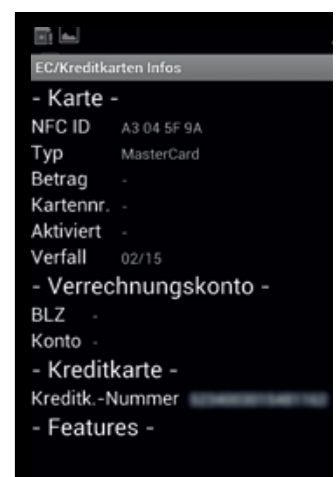 EC/Kreditkarten Infos
- Karte -
NFC ID A3 04 5F 9A
Typ MasterCard
Betrag -
Kartennr. -
Aktiviert -
Verfall 02/15
- Verrechnungskonto -
BLZ -
Konto -
- Kreditkarte -
Kreditk.-Nummer
- Features -